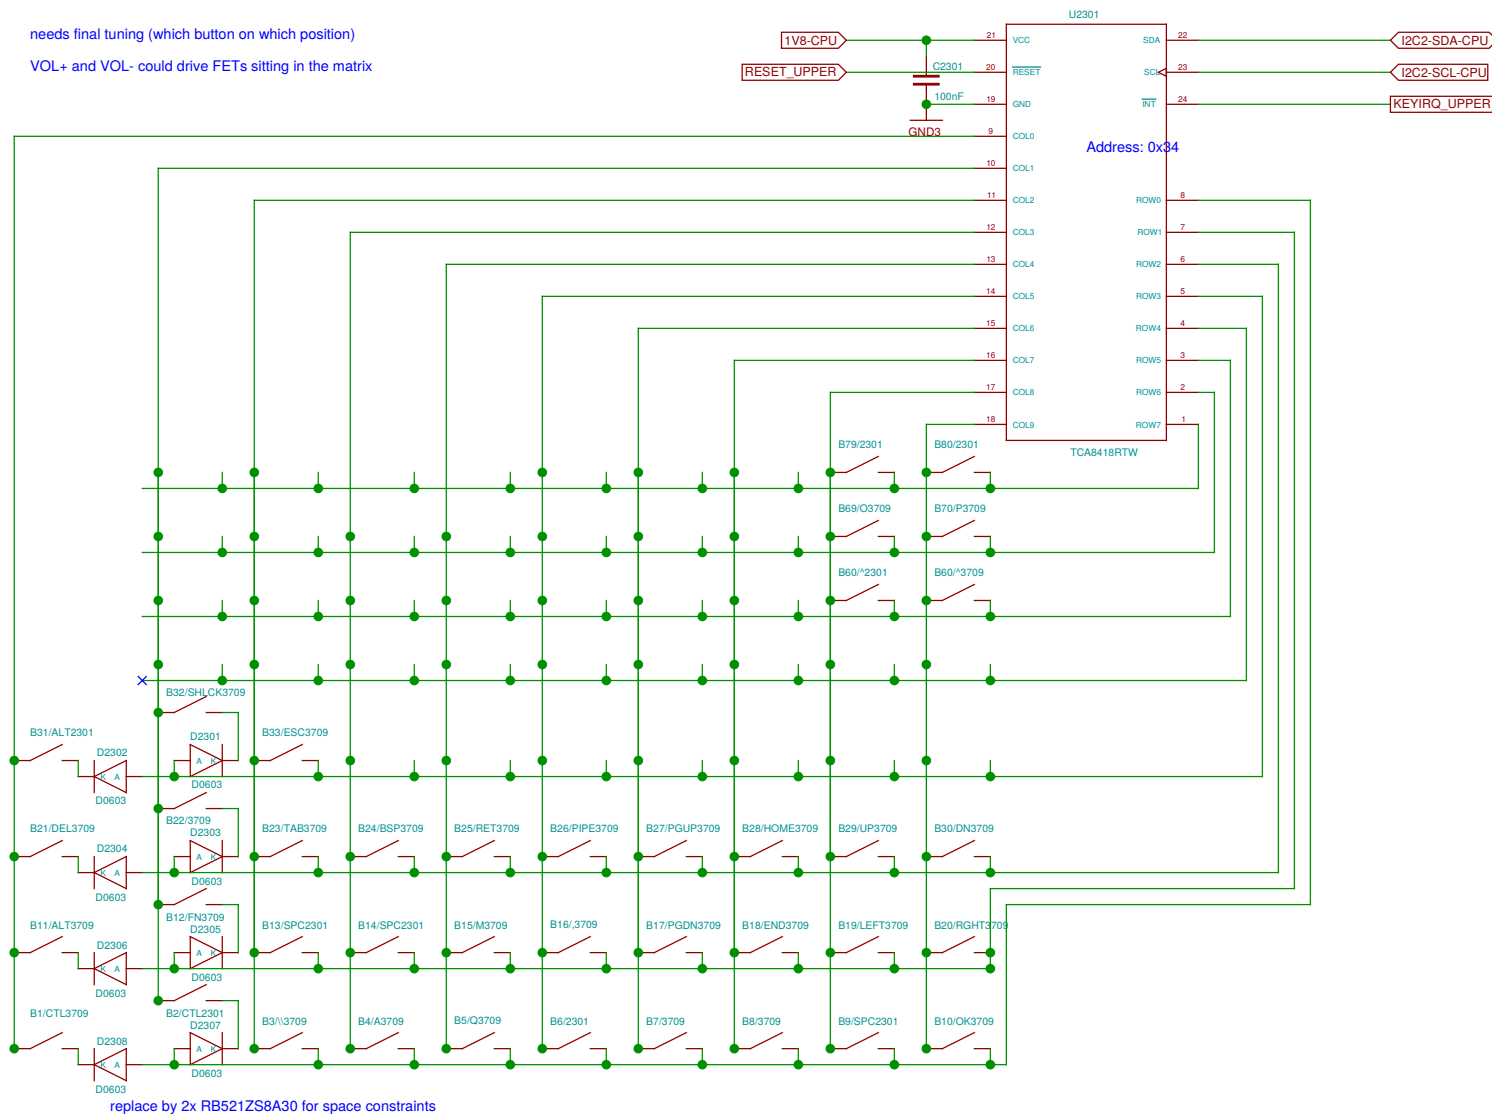 needs final tuning (which button on which position)
VOL+ and VOL- could drive FETs sitting in the matrix
U2301
1V8-CPU
21
VCC
SDA
22
I2C2-SDA-CPU
RESET_UPPER
C2301
20
RESET
SCL
23
I2C2-SCL-CPU
100nF
19
GND
INT
24
KEYIRQ_UPPER
GND3
9
COL0
Address: 0x34
10
COL1
11
COL2
ROW0
8
12
COL3
ROW1
7
13
COL4
ROW2
6
14
COL5
ROW3
5
15
COL6
ROW4
4
16
COL7
ROW5
3
17
COL8
ROW6
2
18
COL9
ROW7
1
TCA8418RTW
B79/2301
B80/2301
B69/O3709
B70/P3709
B60/^2301
B60/^3709
B32/SHLCK3709
B31/ALT2301
D2302
D2301
B33/ESC3709
K A
A K
D0603
D0603
B22/3709
B21/DEL3709
D2304
D2303
B23/TAB3709
B24/BSP3709
B25/RET3709
B26/PIPE3709
B27/PGUP3709
B28/HOME3709
B29/UP3709
B30/DN3709
K A
A K
D0603
D0603
B12/FN3709
B11/ALT3709
D2306
D2305
B13/SPC2301
B14/SPC2301
B15/M3709
B16/,3709
B17/PGDN3709
B18/END3709
B19/LEFT3709
B20/RGHT3709
K A
A K
D0603
D0603
B2/CTL2301
B1/CTL3709
D2308
D2307
B3/\\3709
B4/A3709
B5/Q3709
B6/2301
B7/3709
B8/3709
B9/SPC2301
B10/OK3709
K A
A K
D0603
D0603
replace by 2x RB521ZS8A30 for space constraints